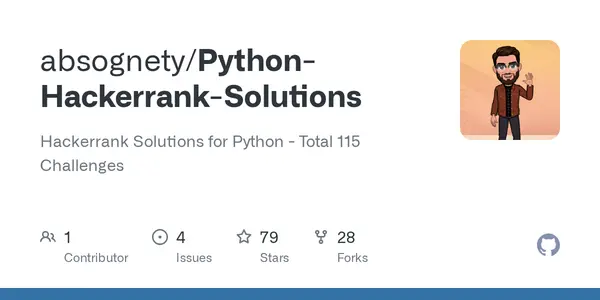 absognety/Python-
Hackerrank-Solutions
Hackerrank Solutions for Python - Total 115
Challenges
1 4 79 28
Contributor Issues Stars Forks